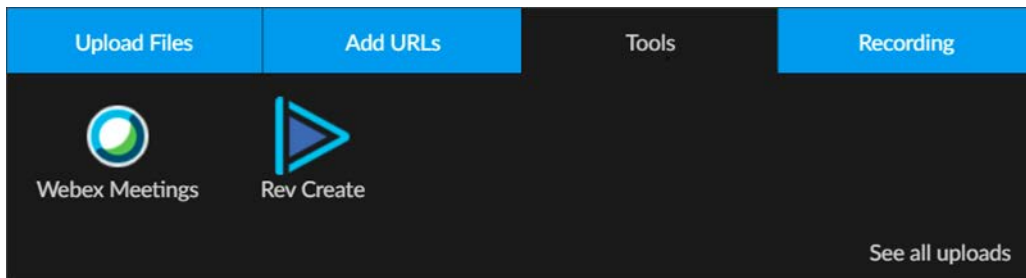 Upload Files
Add URLs
Tools
Recording
Webex Meetings
Rev Create
See all uploads